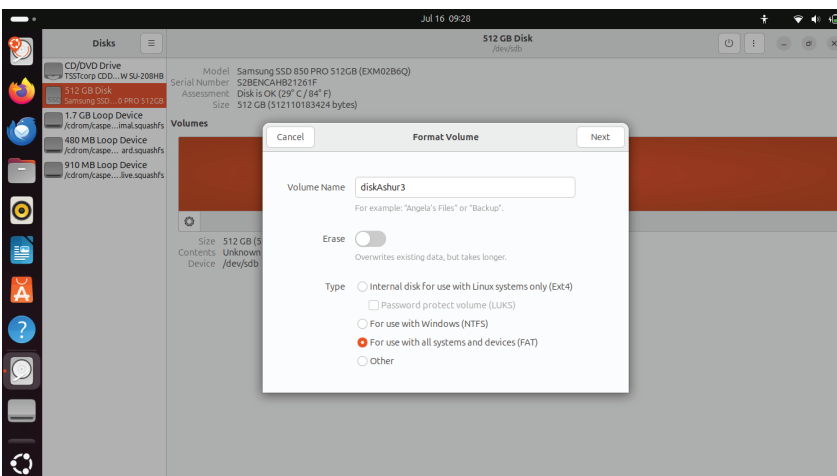 Jul 16 09:28
Disks
512 GB Disk
/dev/sdb
CD/DVD Drive
TSSTcorp CDD... W SU-208HB
512 GB Disk
Samsung SSD...0 PRO 512GB
1.7 GB Loop Device
/cdrom/caspe...imal.squashfs
480 MB Loop Device
/cdrom/caspe... ard.squashfs
910 MB Loop Device
/cdrom/caspe...live.squashfs
Model Samsung SSD 850 PRO 512GB (EXM02B6Q)
Serial Number S2BENCAHB21261F
Assessment Disk is OK (29° C / 84° F)
Size 512 GB (512110183424 bytes)
Volumes
Size 512 GB (5
Contents Unknown
Device /dev/sdb
Cancel
Format Volume
Next
Volume Name diskAshur3
For example: "Angela's Files" or "Backup".
Erase
Overwrites existing data, but takes longer.
Type Internal disk for use with Linux systems only (Ext4)
Password protect volume (LUKS)
For use with Windows (NTFS)
For use with all systems and devices (FAT)
Other